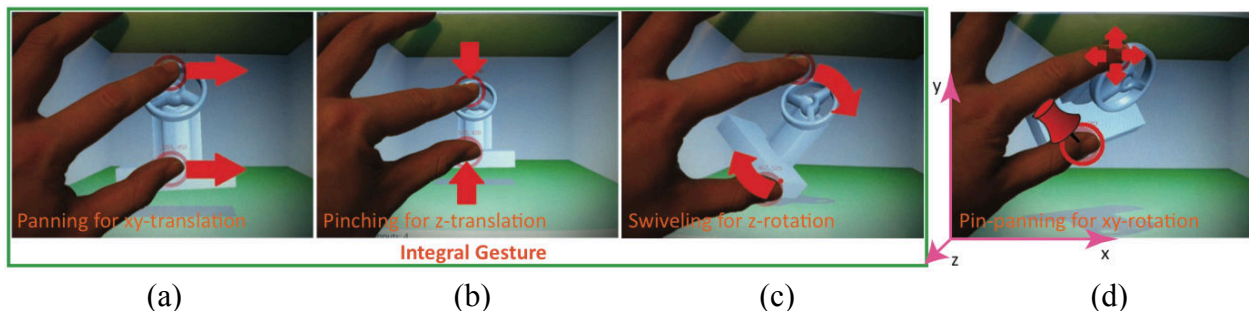 Panning for xy-translation
Pinching for z-translation
Swiveling for z-rotation
Pin-panning for xy-rotation
Integral Gesture
y
x
z
(a)
(b)
(c)
(d)